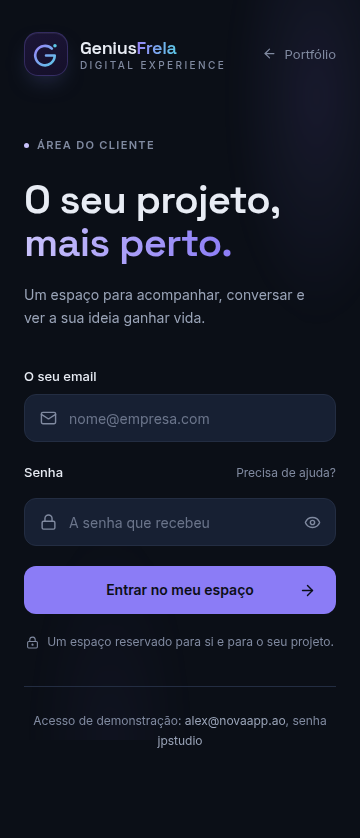 GeniusFrela
DIGITAL EXPERIENCE
Portfólio
ÁREA DO CLIENTE
O seu projeto,
mais perto.
Um espaço para acompanhar, conversar e
ver a sua ideia ganhar vida.
O seu email
nome@empresa.com
Senha
Precisa de ajuda?
A senha que recebeu
Entrar no meu espaço
Um espaço reservado para si e para o seu projeto.
Acesso de demonstração: alex@novaapp.ao, senha
jpstudio